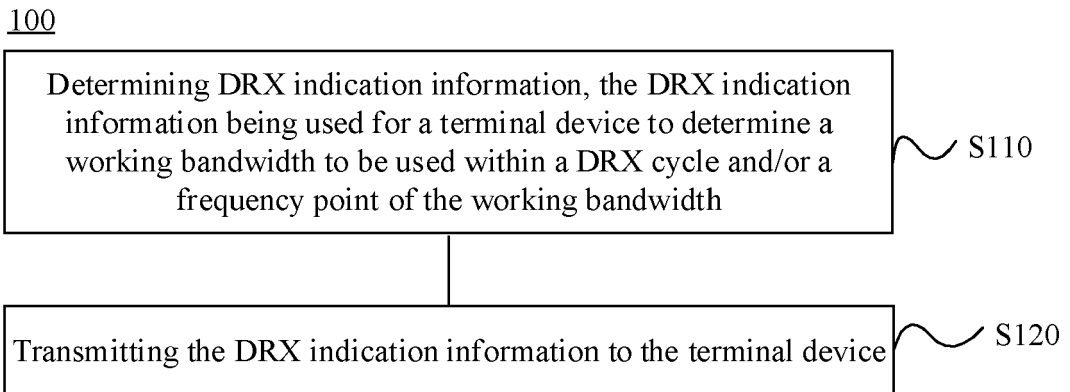 100
Determining DRX indication information, the DRX indication
information being used for a terminal device to determine a
working bandwidth to be used within a DRX cycle and/or a
frequency point of the working bandwidth
S110
Transmitting the DRX indication information to the terminal device
S120